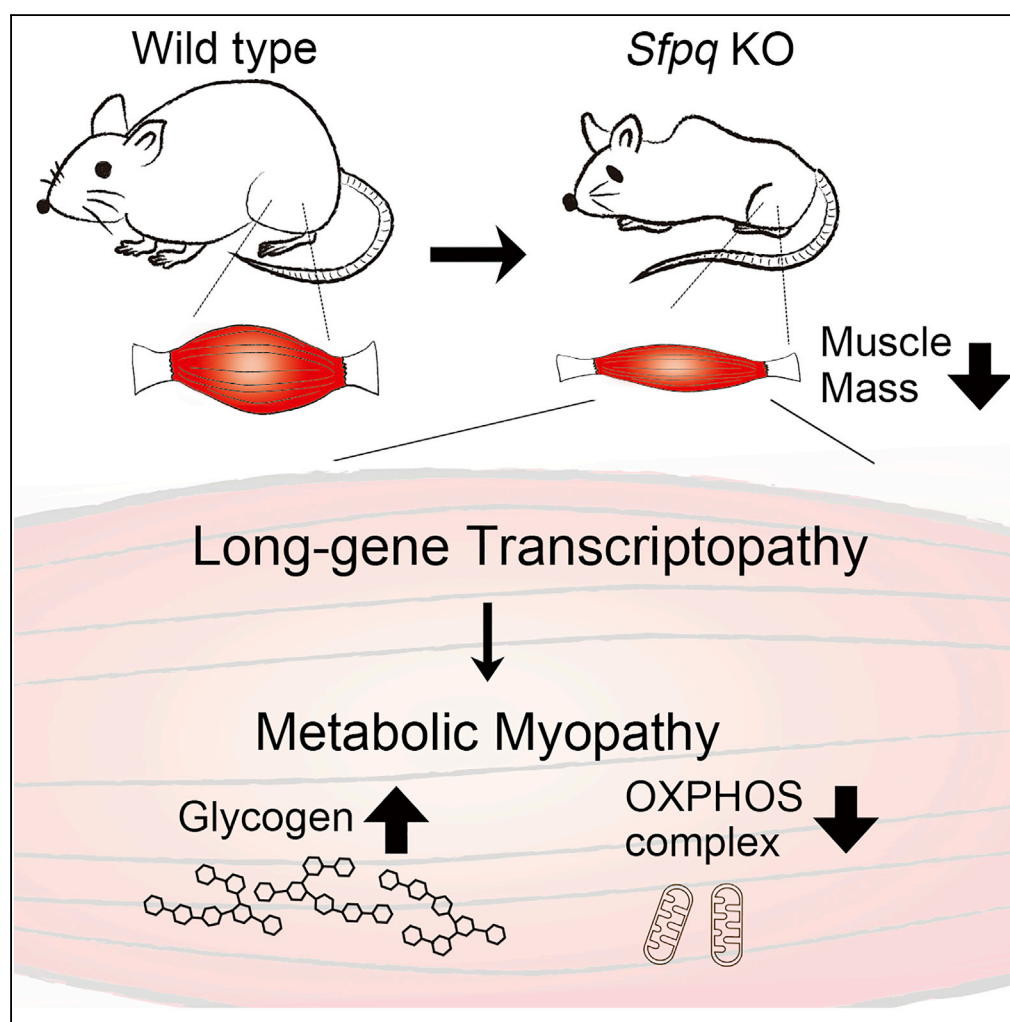 Wild type
Sfpq KO
Muscle
Mass
Long-gene Transcriptopathy
Metabolic Myopathy
Glycogen
OXPHOS
complex